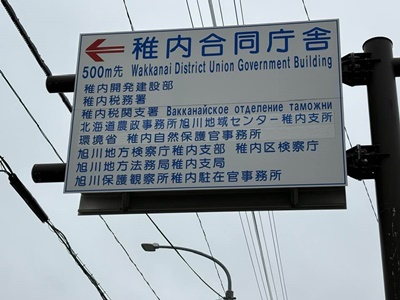 稚内合同庁舎
500m先 Wakkanai District Union Government Building
稚内開発建設部
稚内税務署
稚内税関支署 Вакканайское отделение таможни
北海道農政事務所旭川地域センター稚内支所
環境省 稚内自然保護官事務所
旭川地方検察庁稚内支部 稚内区検察庁
旭川地方法務局稚内支局
旭川保護観察所稚内駐在官事務所